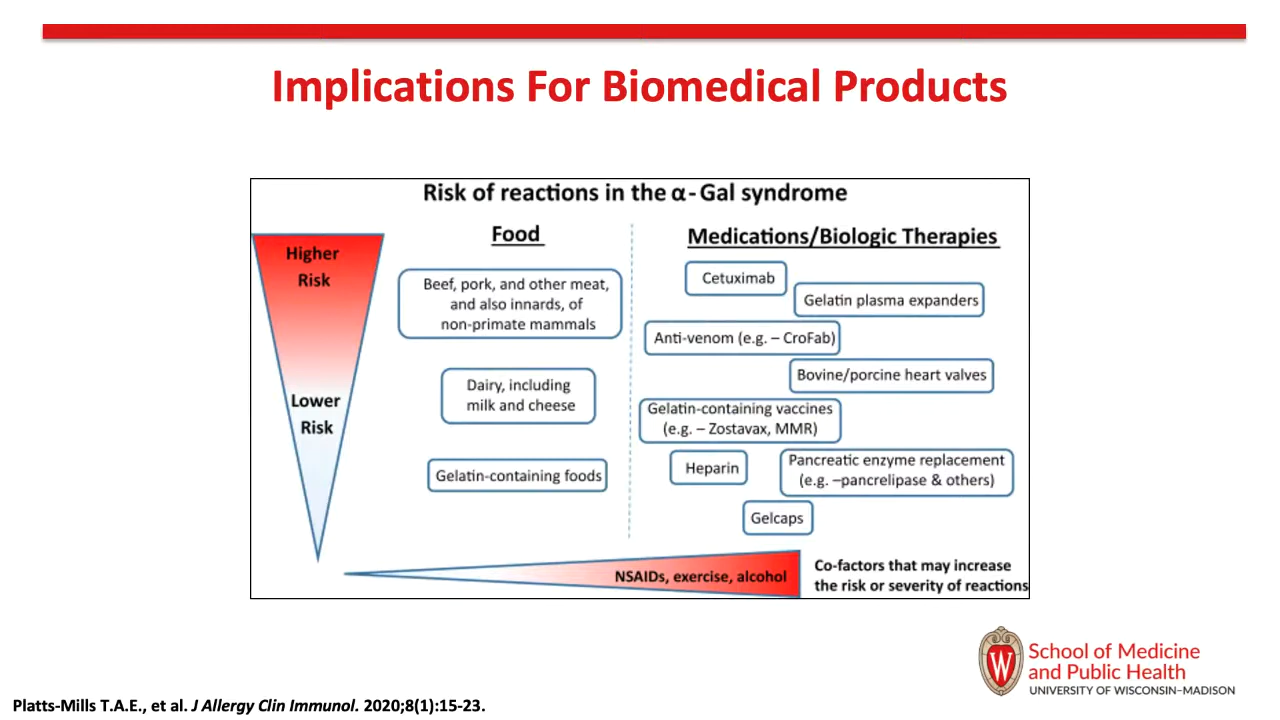 Implications For Biomedical Products
Risk of reactions in the α-Gal syndrome
Higher
Risk
Lower
Risk
Food
Beef, pork, and other meat,
and also innards, of
non-primate mammals
Dairy, including
milk and cheese
Gelatin-containing foods
Medications/Biologic Therapies
Cetuximab
Gelatin plasma expanders
Anti-venom (e.g. – CroFab)
Bovine/porcine heart valves
Gelatin-containing vaccines
(e.g. – Zostavax, MMR)
Heparin
Pancreatic enzyme replacement
(e.g. –pancrelipase & others)
Gelcaps
NSAIDs, exercise, alcohol
Co-factors that may increase
the risk or severity of reactions
W
School of Medicine
and Public Health
UNIVERSITY OF WISCONSIN–MADISON
Platts-Mills T.A.E., et al. J Allergy Clin Immunol. 2020;8(1):15-23.